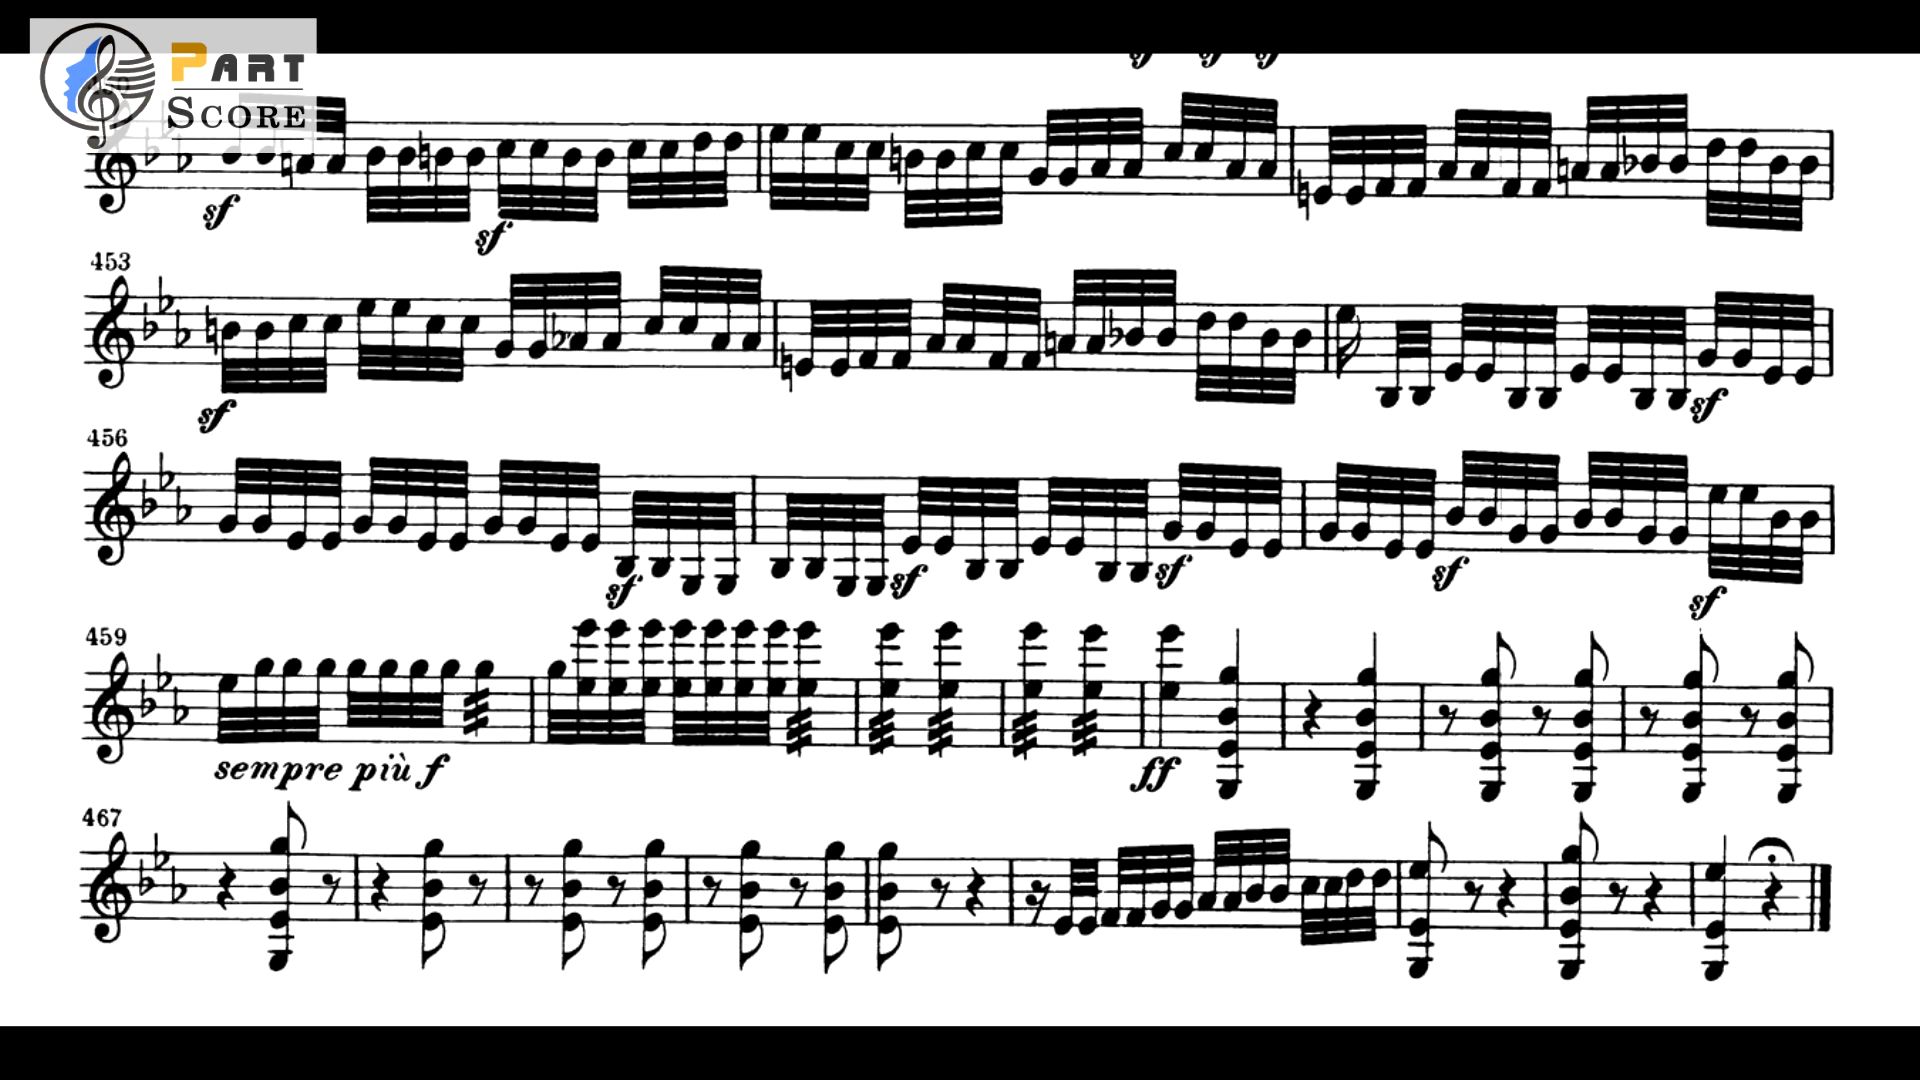 PART
SCORE
sf sf
453
sf sf
456
sf sf sf sf sf
459
sempre più f ff
467